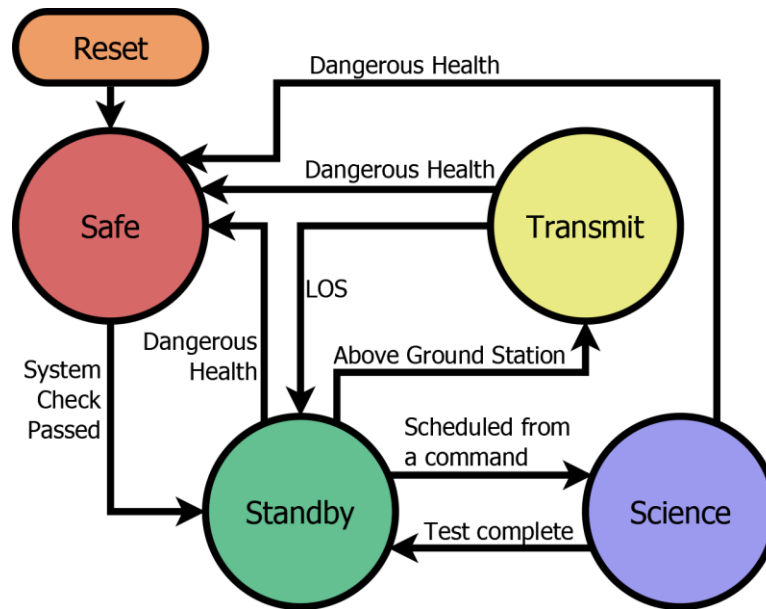 Reset
Dangerous Health
Dangerous Health
Safe
Transmit
LOS
Dangerous
Health
Above Ground Station
System
Check
Passed
Scheduled from
a command
Standby
Science
Test complete